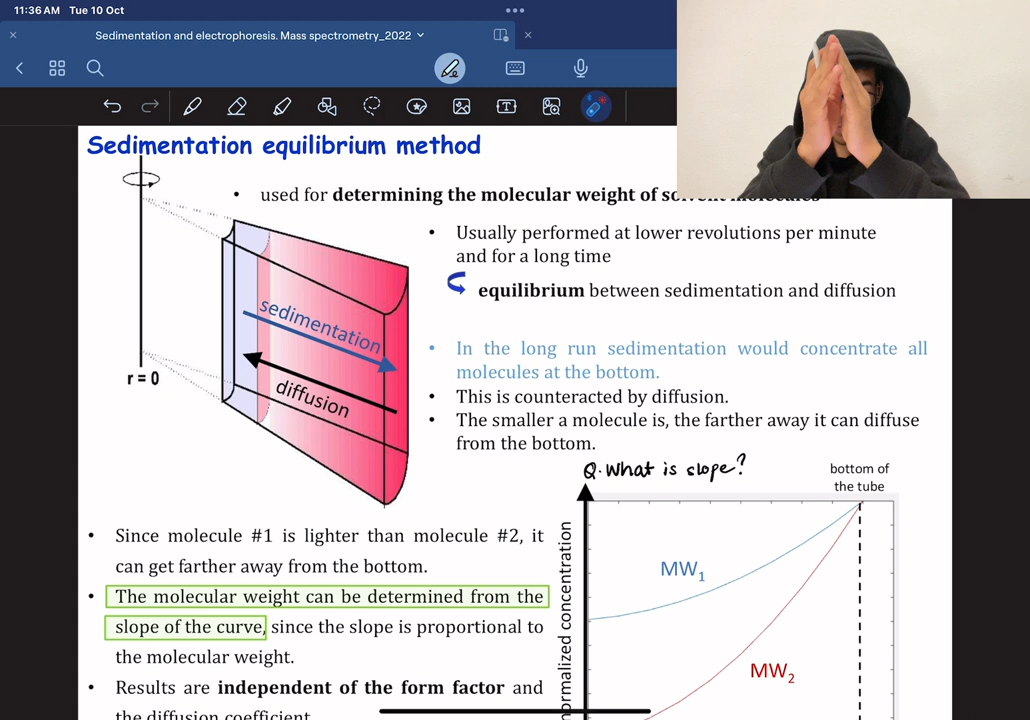 11:36 AM Tue 10 Oct
Sedimentation and electrophoresis. Mass spectrometry_2022
Sedimentation equilibrium method
• used for determining the molecular weight of solvent molecules
• Usually performed at lower revolutions per minute
and for a long time
equilibrium between sedimentation and diffusion
• In the long run sedimentation would concentrate all
molecules at the bottom.
• This is counteracted by diffusion.
• The smaller a molecule is, the farther away it can diffuse
from the bottom.
sedimentation
diffusion
r = 0
Q. What is slope?
bottom of
the tube
• Since molecule #1 is lighter than molecule #2, it
can get farther away from the bottom.
• The molecular weight can be determined from the
slope of the curve, since the slope is proportional to
the molecular weight.
• Results are independent of the form factor and
the diffusion coefficient
normalized concentration
MW1
MW2